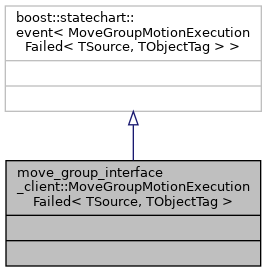 boost::statechart::
event< MoveGroupMotionExecution
Failed< TSource, TObjectTag > >
move_group_interface
_client::MoveGroupMotionExecution
Failed< TSource, TObjectTag >